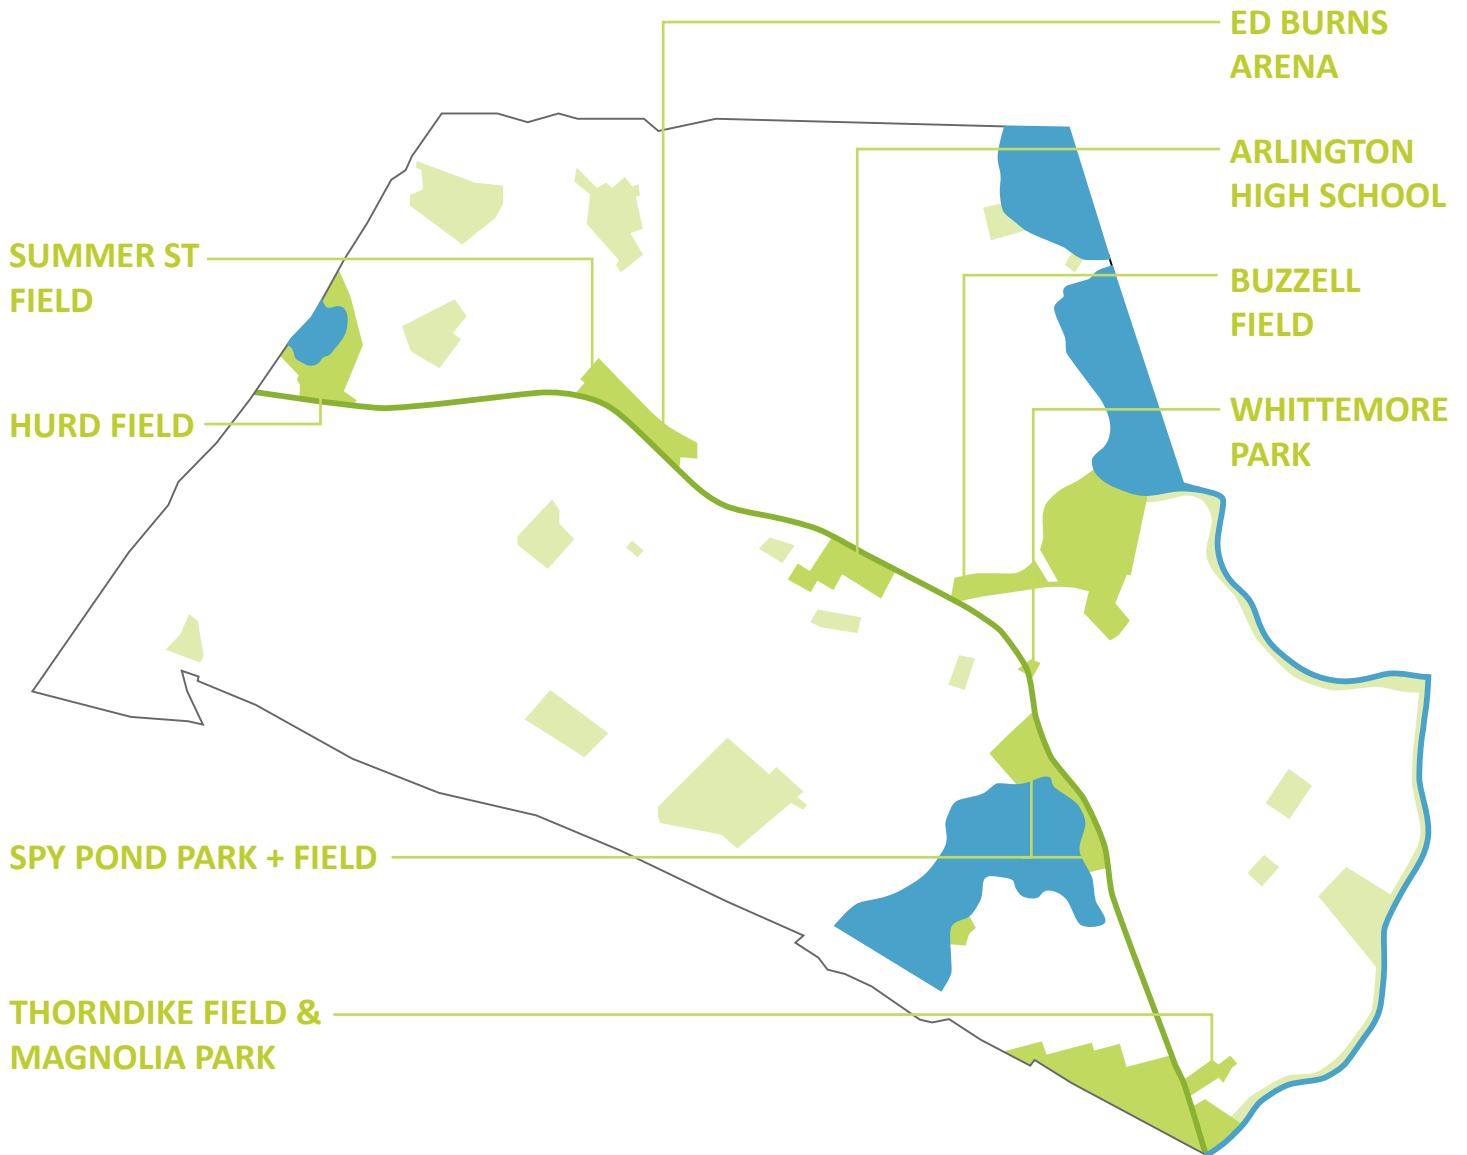 ED BURNS
ARENA
ARLINGTON
HIGH SCHOOL
SUMMER ST
FIELD
BUZZELL
FIELD
HURD FIELD
WHITTEMORE
PARK
SPY POND PARK + FIELD
THORNDIKE FIELD &
MAGNOLIA PARK